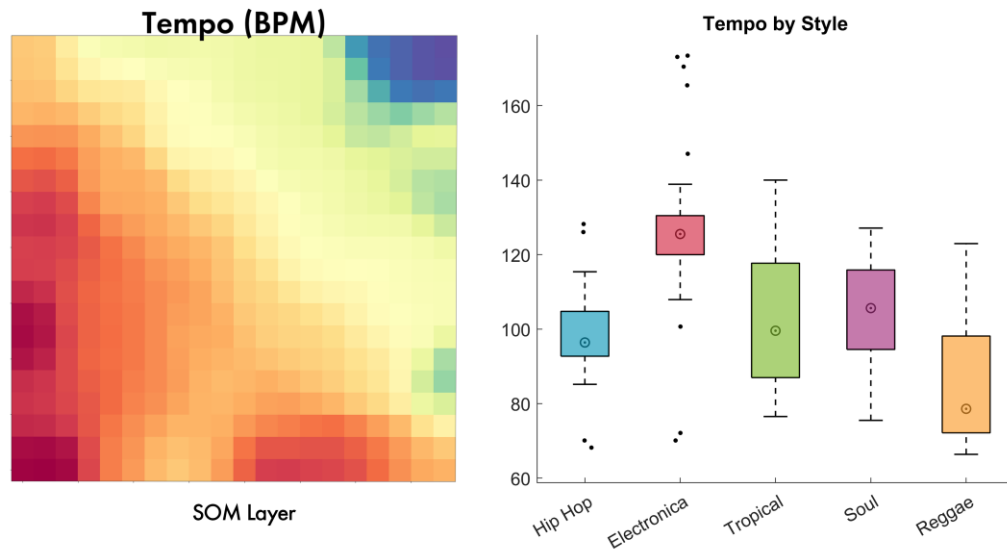 Tempo (BPM)
SOM Layer
Tempo by Style
160
140
120
100
80
60
Hip Hop
Electronica
Tropical
Soul
Reggae